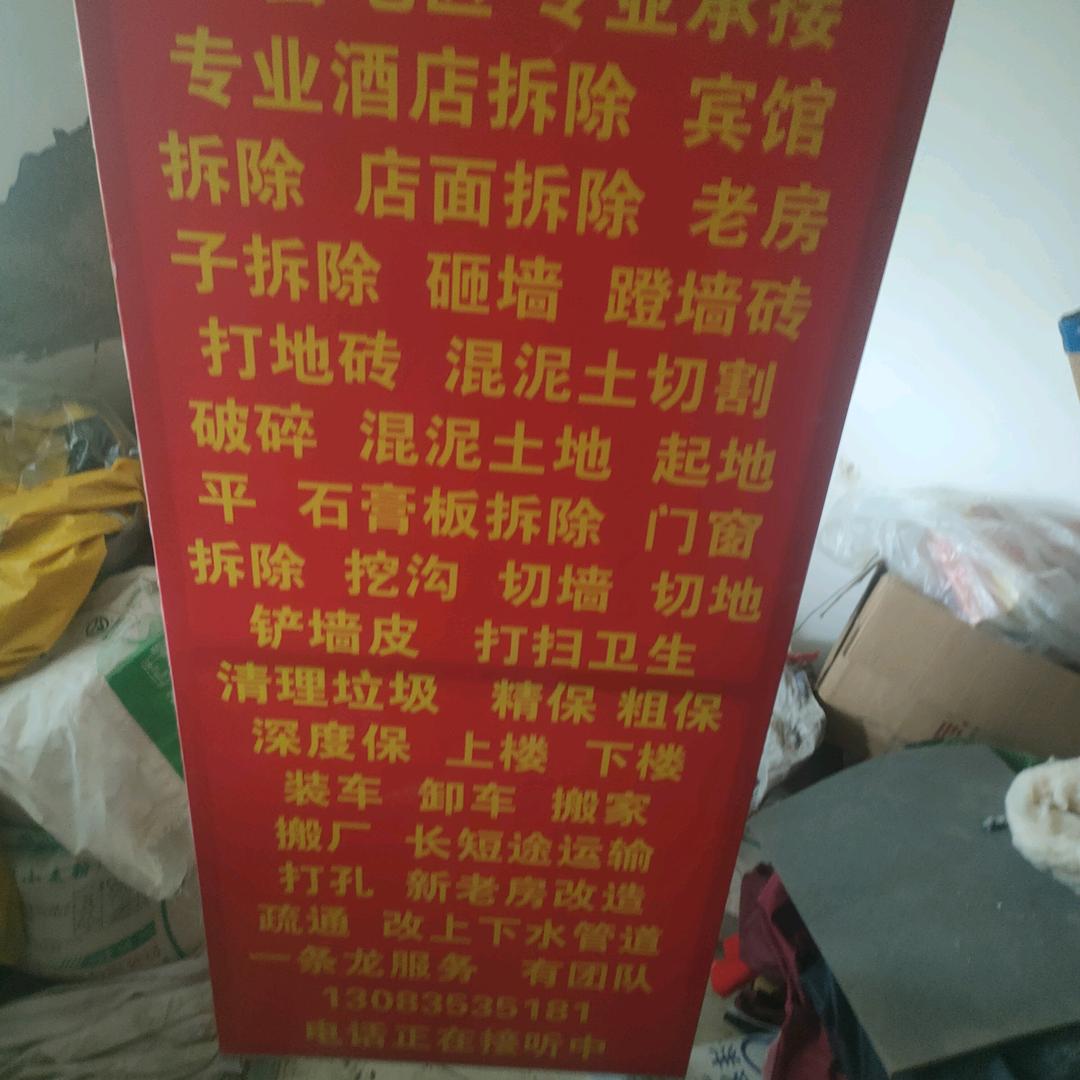 地区 专业承接
专业酒店拆除 宾馆
拆除 店面拆除 老房
子拆除 砸墙 蹬墙砖
打地砖 混泥土切割
破碎 混泥土地 起地
平 石膏板拆除 门窗
拆除 挖沟 切墙 切地
铲墙皮 打扫卫生
清理垃圾 精保 粗保
深度保 上楼 下楼
装车 卸车 搬家
搬厂 长短途运输
打孔 新老房改造
疏通 改上下水管道
一条龙服务 有团队
13083535181
电话正在接听中